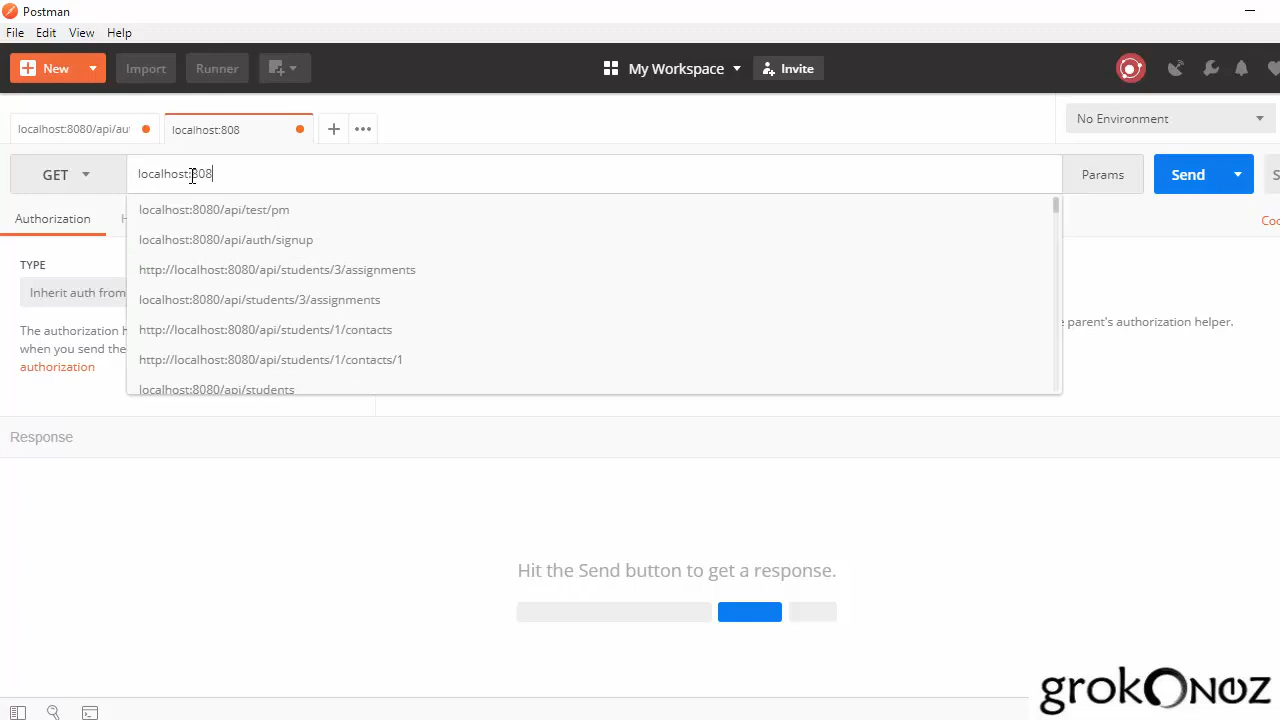 Postman
File Edit View Help
New Import Runner My Workspace Invite
localhost:8080/api/au localhost:808 No Environment
GET localhost:808 Params Send
localhost:8080/api/test/pm
Authorization
localhost:8080/api/auth/signup
TYPE
http://localhost:8080/api/students/3/assignments
Inherit auth from
localhost:8080/api/students/3/assignments
The authorization
http://localhost:8080/api/students/1/contacts
parent's authorization helper.
when you send the
http://localhost:8080/api/students/1/contacts/1
authorization
localhost:8080/api/students
Response
Hit the Send button to get a response.
grokonez